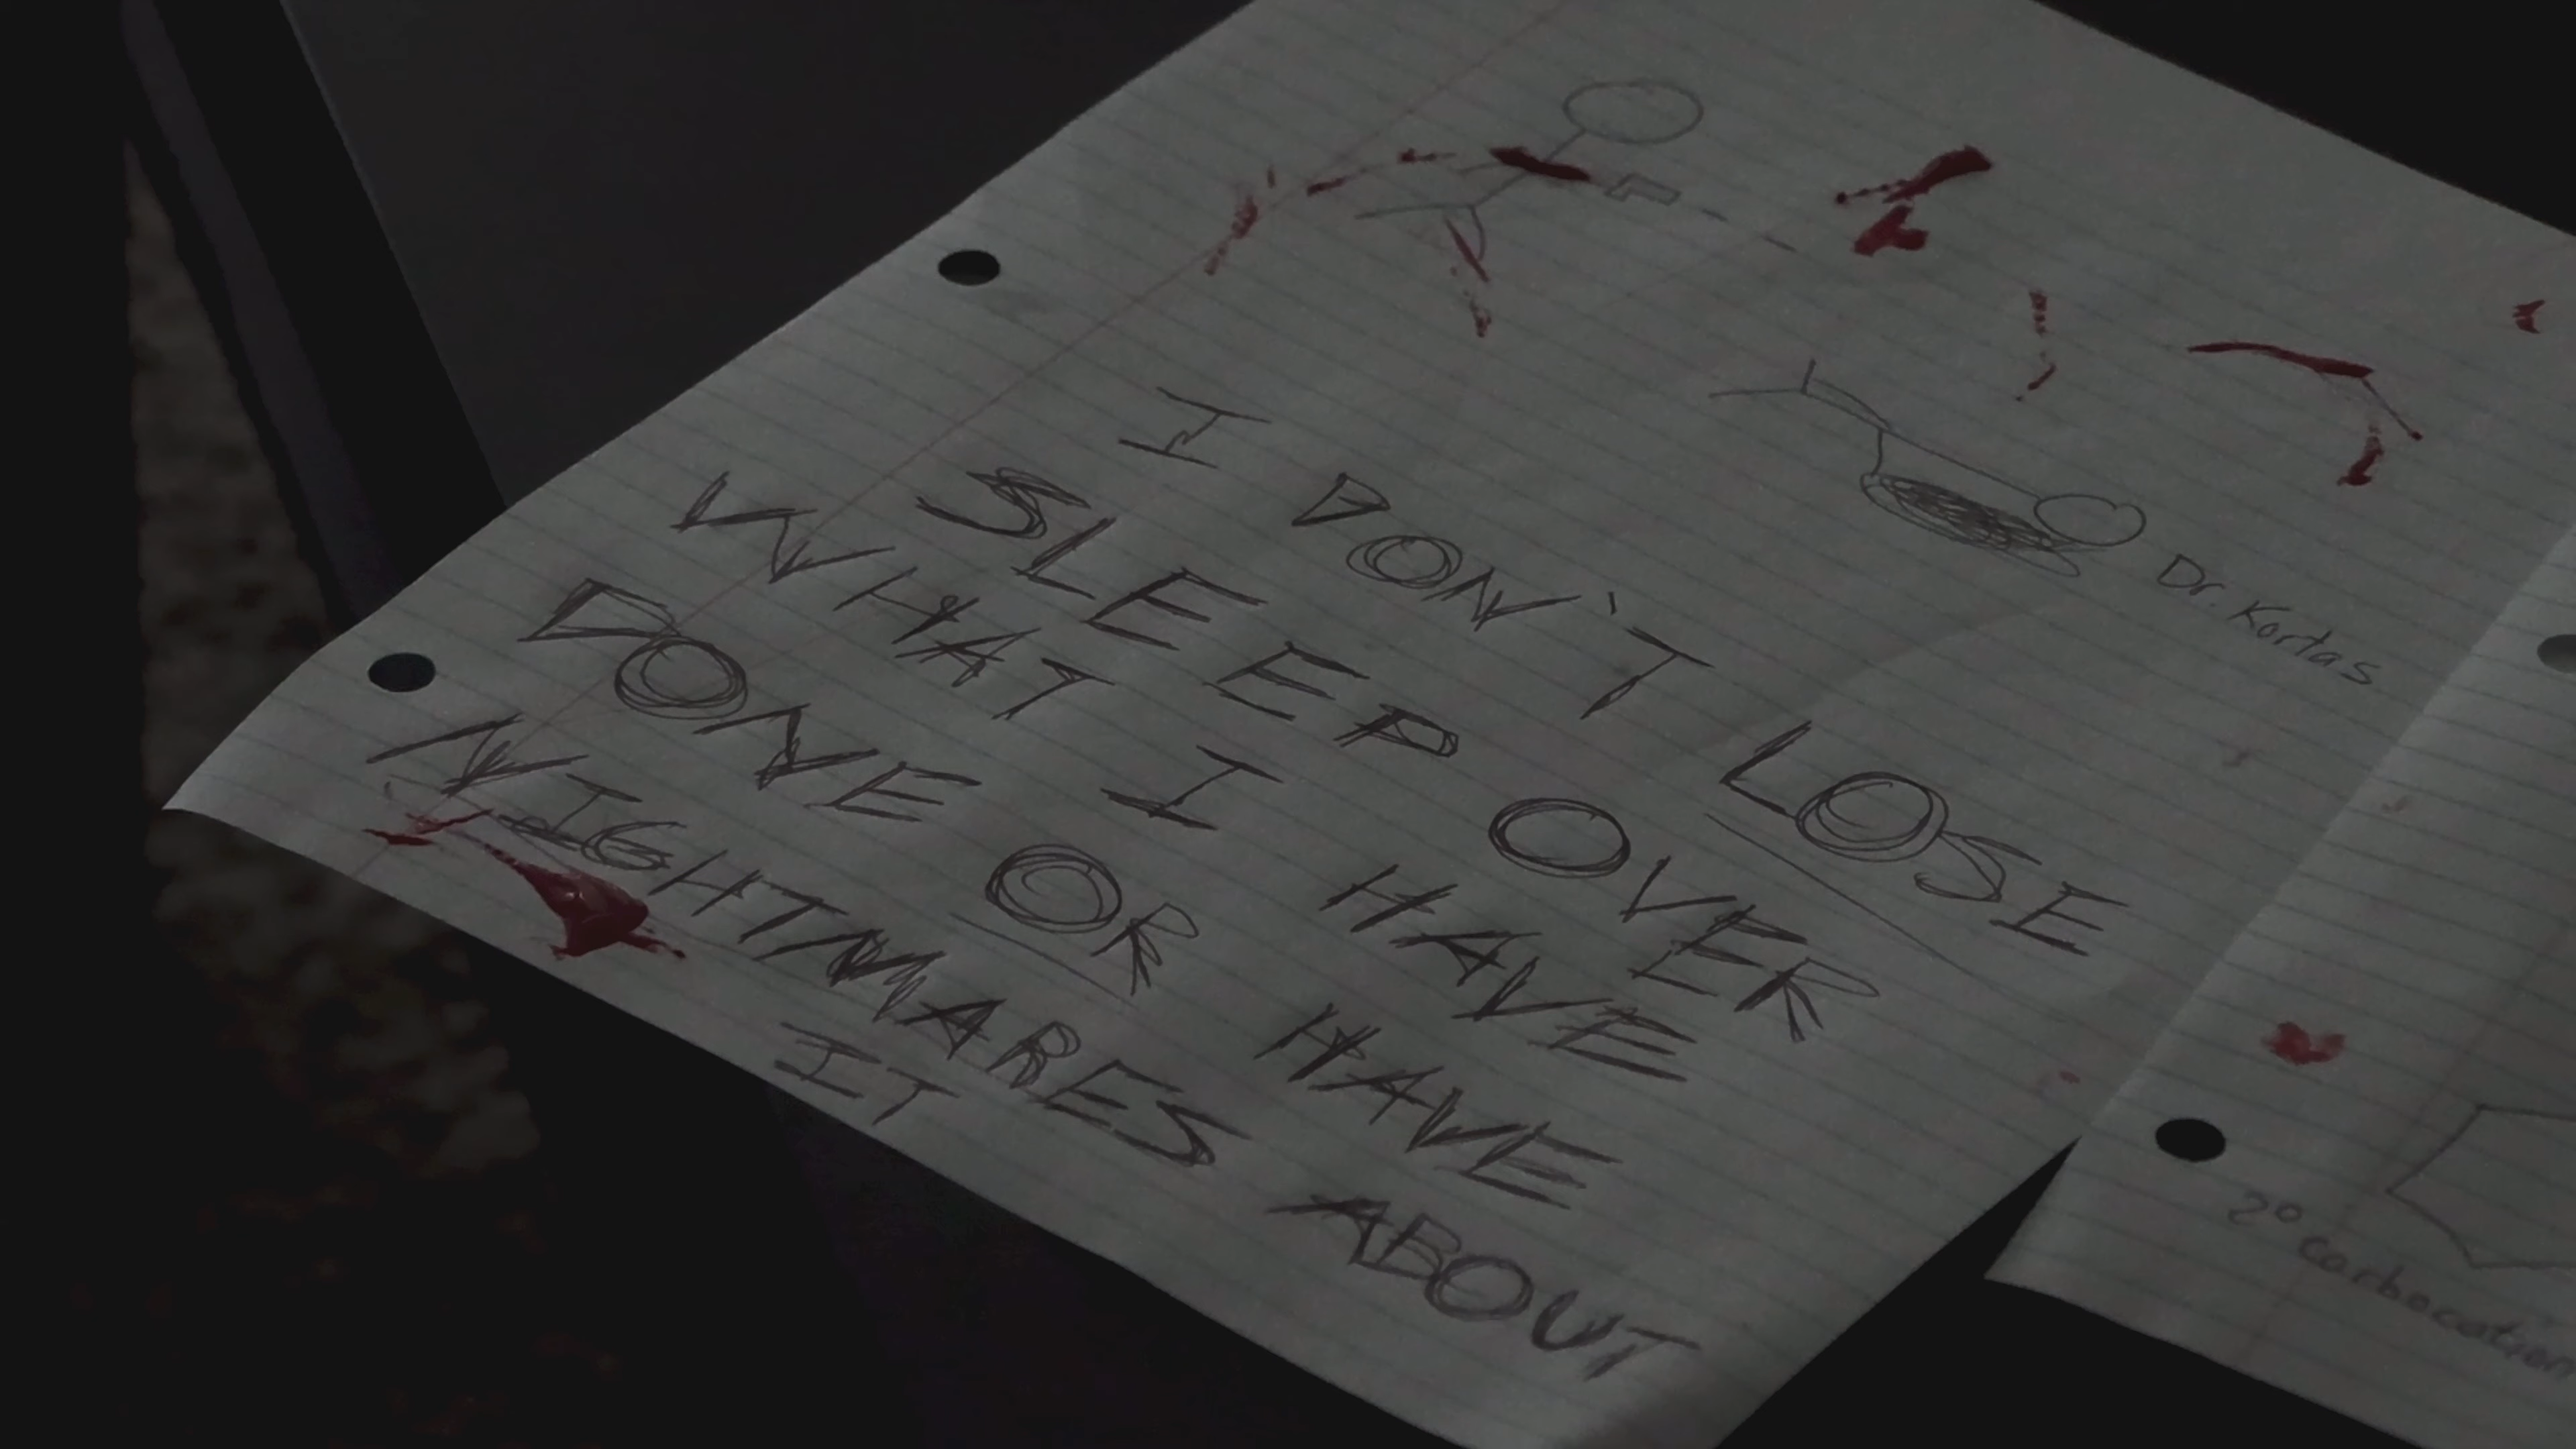 Dr. Kortas
I DON'T LOSE
SLEEP OVER
WHAT I HAVE
DONE OR HAVE
NIGHTMARES ABOUT
IT
2° carbocation